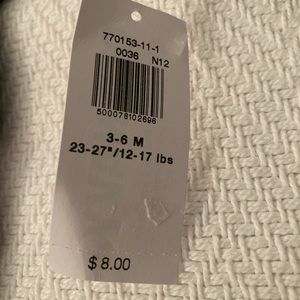 770153-11-1
0036 N12
500078102696
3-6 M
23-27"/12-17 lbs
$8.00